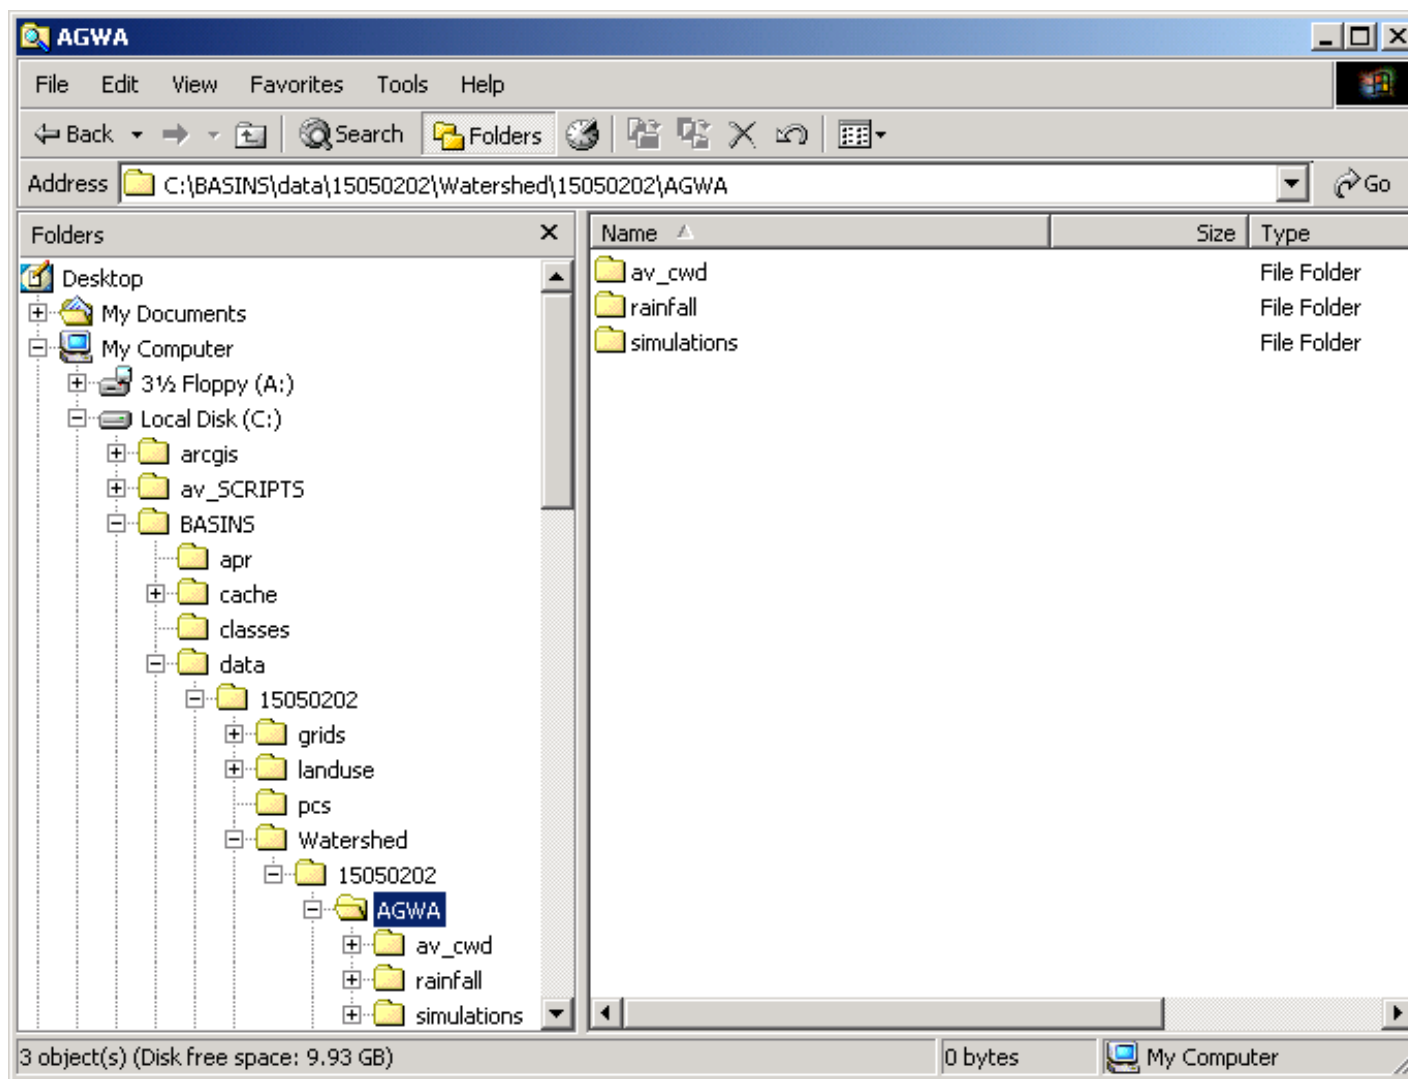 AGWA
File Edit View Favorites Tools Help
Back Search Folders
Address C:\BASINS\data\15050202\Watershed\15050202\AGWA Go
Folders
Name Size Type
Desktop
My Documents
My Computer
3½ Floppy (A:)
Local Disk (C:)
arcgis
av_SCRIPTS
BASINS
apr
cache
classes
data
15050202
grids
landuse
pcs
Watershed
15050202
AGWA
av_cwd
rainfall
simulations
av_cwd File Folder
rainfall File Folder
simulations File Folder
3 object(s) (Disk free space: 9.93 GB) 0 bytes My Computer